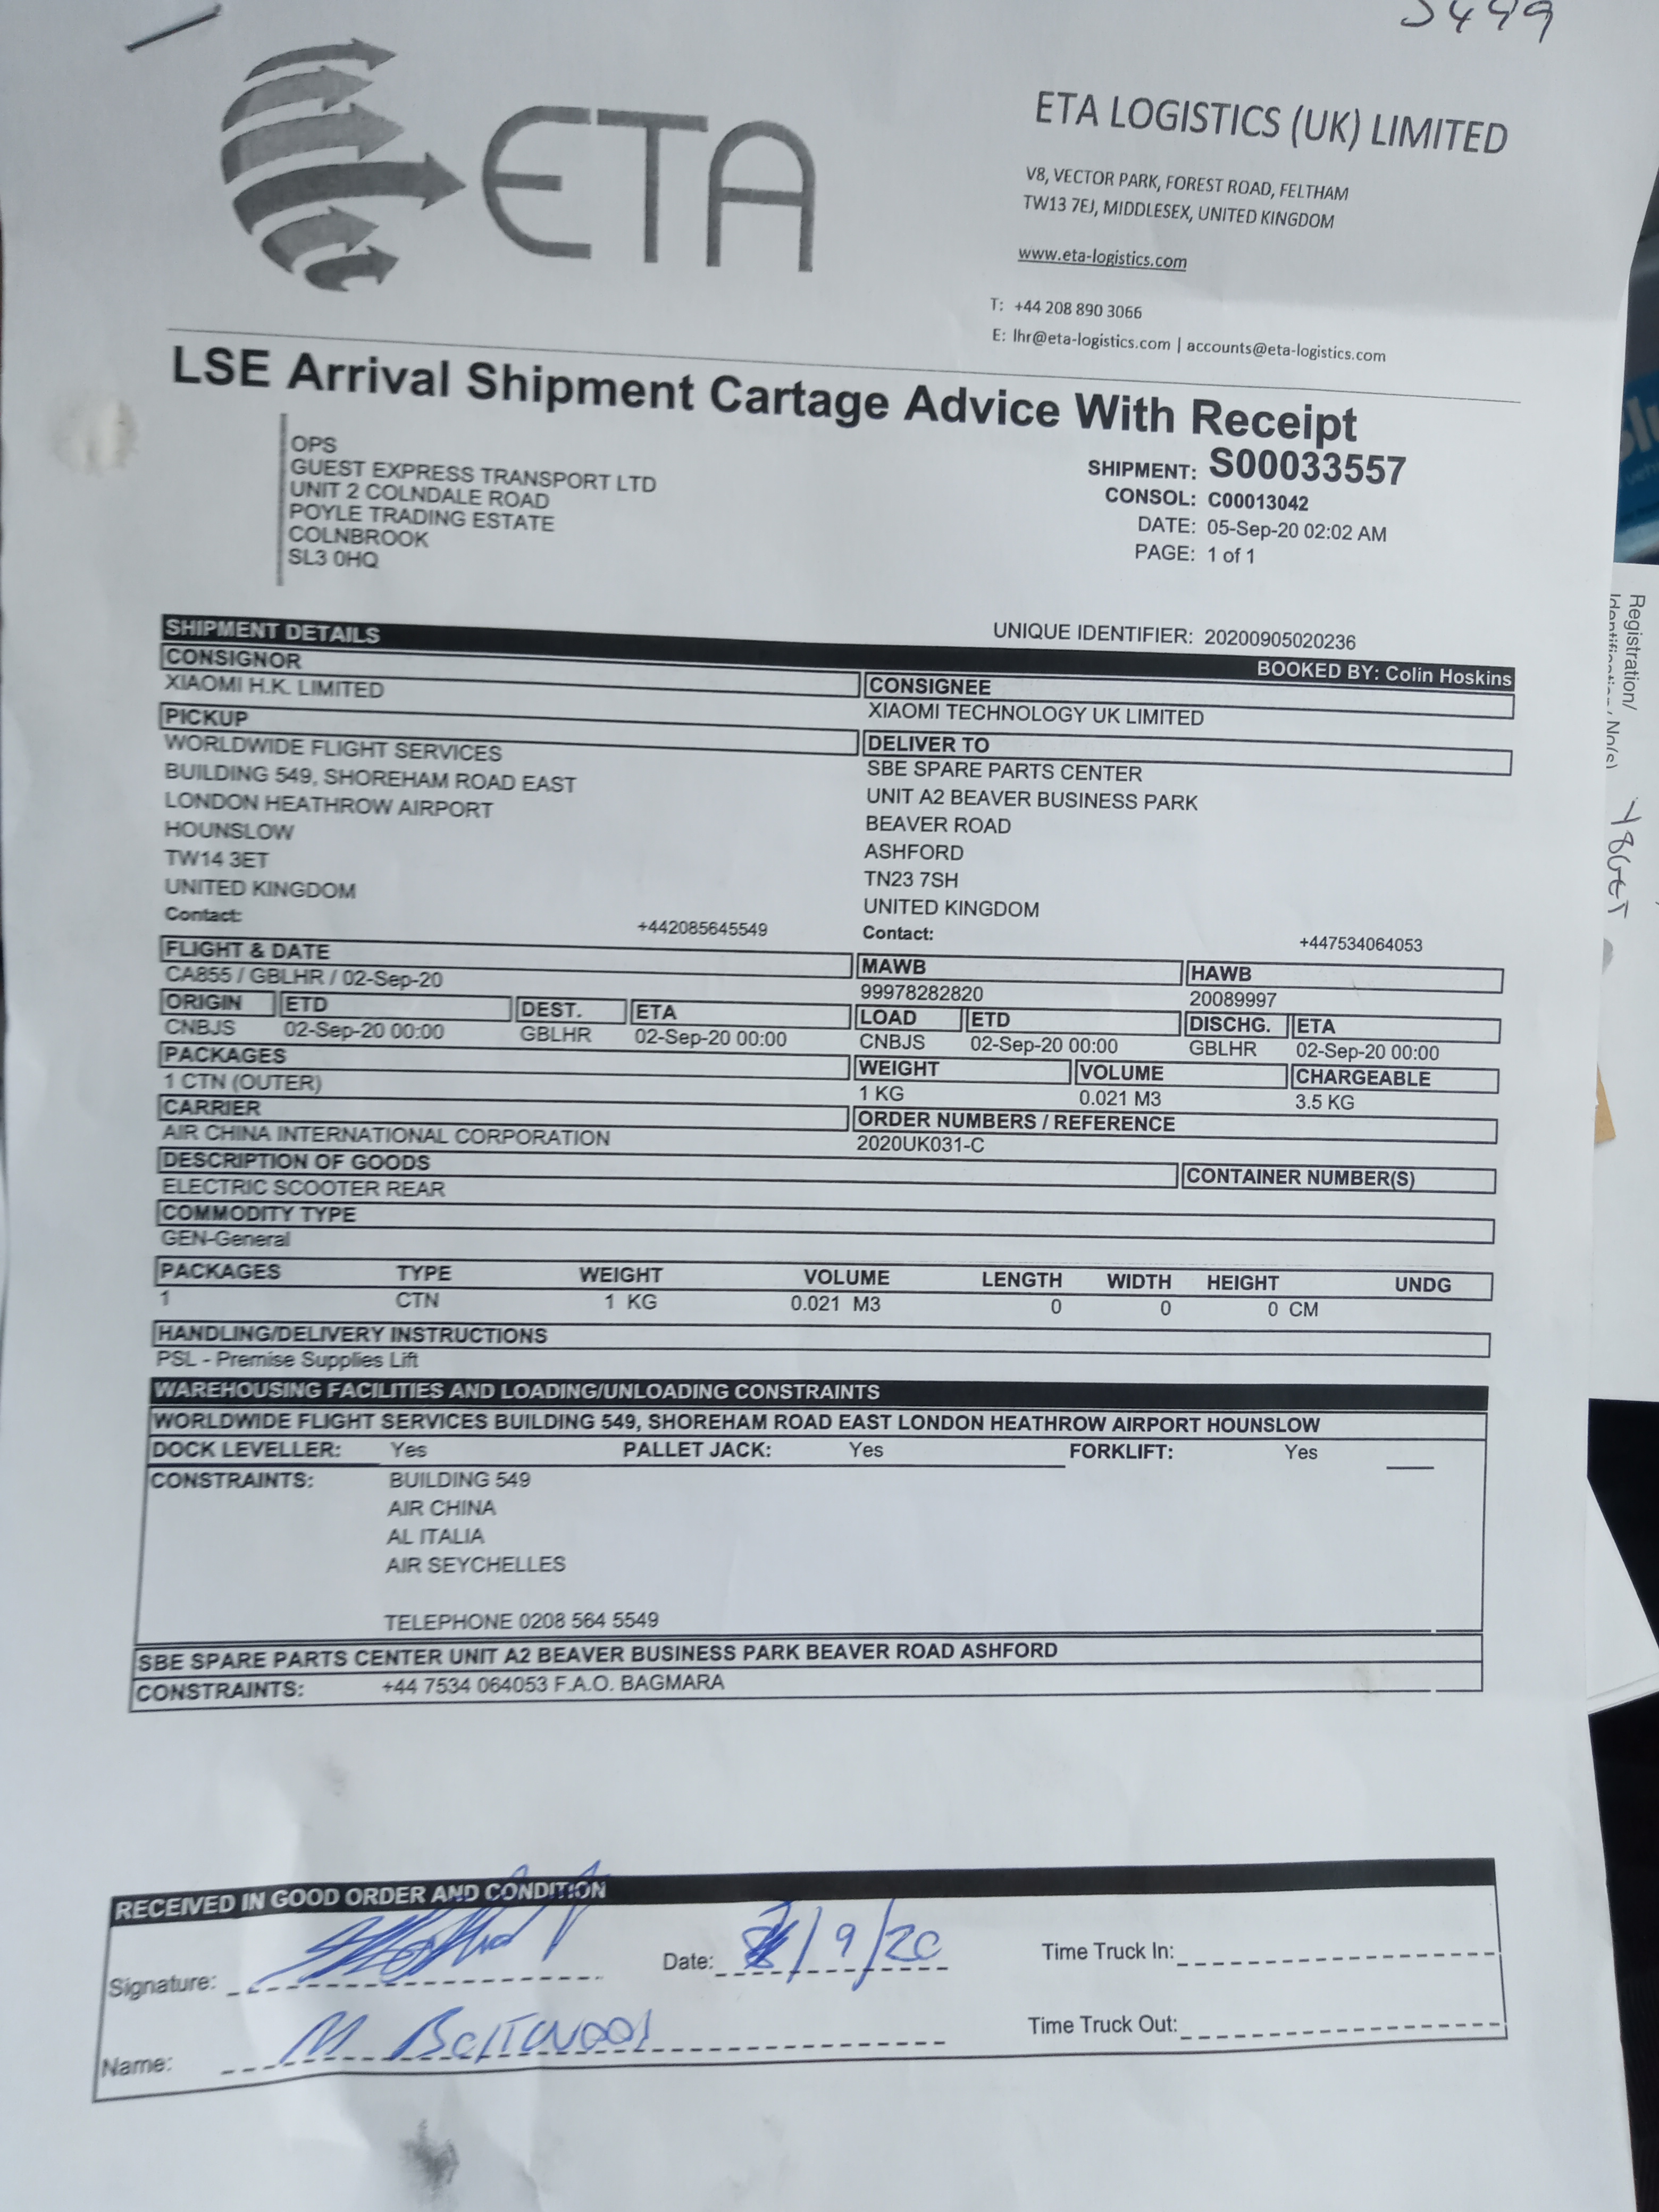 ETA
ETA LOGISTICS (UK) LIMITED
V8, VECTOR PARK, FOREST ROAD, FELTHAM
TW13 7EJ, MIDDLESEX, UNITED KINGDOM
www.eta-logistics.com
T: +44 208 890 3066
E: lhr@eta-logistics.com | accounts@eta-logistics.com
LSE Arrival Shipment Cartage Advice With Receipt
OPS
GUEST EXPRESS TRANSPORT LTD
UNIT 2 COLNDALE ROAD
POYLE TRADING ESTATE
COLNBROOK
SL3 0HQ
SHIPMENT: S00033557
CONSOL: C00013042
DATE: 05-Sep-20 02:02 AM
PAGE: 1 of 1
UNIQUE IDENTIFIER: 20200905020236
SHIPMENT DETAILS BOOKED BY: Colin Hoskins
CONSIGNOR
XIAOMI H.K. LIMITED
CONSIGNEE
XIAOMI TECHNOLOGY UK LIMITED
PICKUP
WORLDWIDE FLIGHT SERVICES
BUILDING 549, SHOREHAM ROAD EAST
LONDON HEATHROW AIRPORT
HOUNSLOW
TW14 3ET
UNITED KINGDOM
Contact: +442085645549
DELIVER TO
SBE SPARE PARTS CENTER
UNIT A2 BEAVER BUSINESS PARK
BEAVER ROAD
ASHFORD
TN23 7SH
UNITED KINGDOM
Contact: +447534064053
FLIGHT & DATE MAWB HAWB
CA855 / GBLHR / 02-Sep-20 99978282820 20089997
ORIGIN ETD DEST. ETA LOAD ETD DISCHG. ETA
CNBJS 02-Sep-20 00:00 GBLHR 02-Sep-20 00:00 CNBJS 02-Sep-20 00:00 GBLHR 02-Sep-20 00:00
PACKAGES WEIGHT VOLUME CHARGEABLE
1 CTN (OUTER) 1 KG 0.021 M3 3.5 KG
CARRIER ORDER NUMBERS / REFERENCE
AIR CHINA INTERNATIONAL CORPORATION 2020UK031-C
DESCRIPTION OF GOODS CONTAINER NUMBER(S)
ELECTRIC SCOOTER REAR
COMMODITY TYPE
GEN-General
PACKAGES TYPE WEIGHT VOLUME LENGTH WIDTH HEIGHT UNDG
1 CTN 1 KG 0.021 M3 0 0 0 CM
HANDLING/DELIVERY INSTRUCTIONS
PSL - Premise Supplies Lift
WAREHOUSING FACILITIES AND LOADING/UNLOADING CONSTRAINTS
WORLDWIDE FLIGHT SERVICES BUILDING 549, SHOREHAM ROAD EAST LONDON HEATHROW AIRPORT HOUNSLOW
DOCK LEVELLER: Yes PALLET JACK: Yes FORKLIFT: Yes
CONSTRAINTS: BUILDING 549
AIR CHINA
AL ITALIA
AIR SEYCHELLES
TELEPHONE 0208 564 5549
SBE SPARE PARTS CENTER UNIT A2 BEAVER BUSINESS PARK BEAVER ROAD ASHFORD
CONSTRAINTS: +44 7534 064053 F.A.O. BAGMARA
RECEIVED IN GOOD ORDER AND CONDITION
Signature: Date: /9/20 Time Truck In:
Name: M Time Truck Out:
Registration/